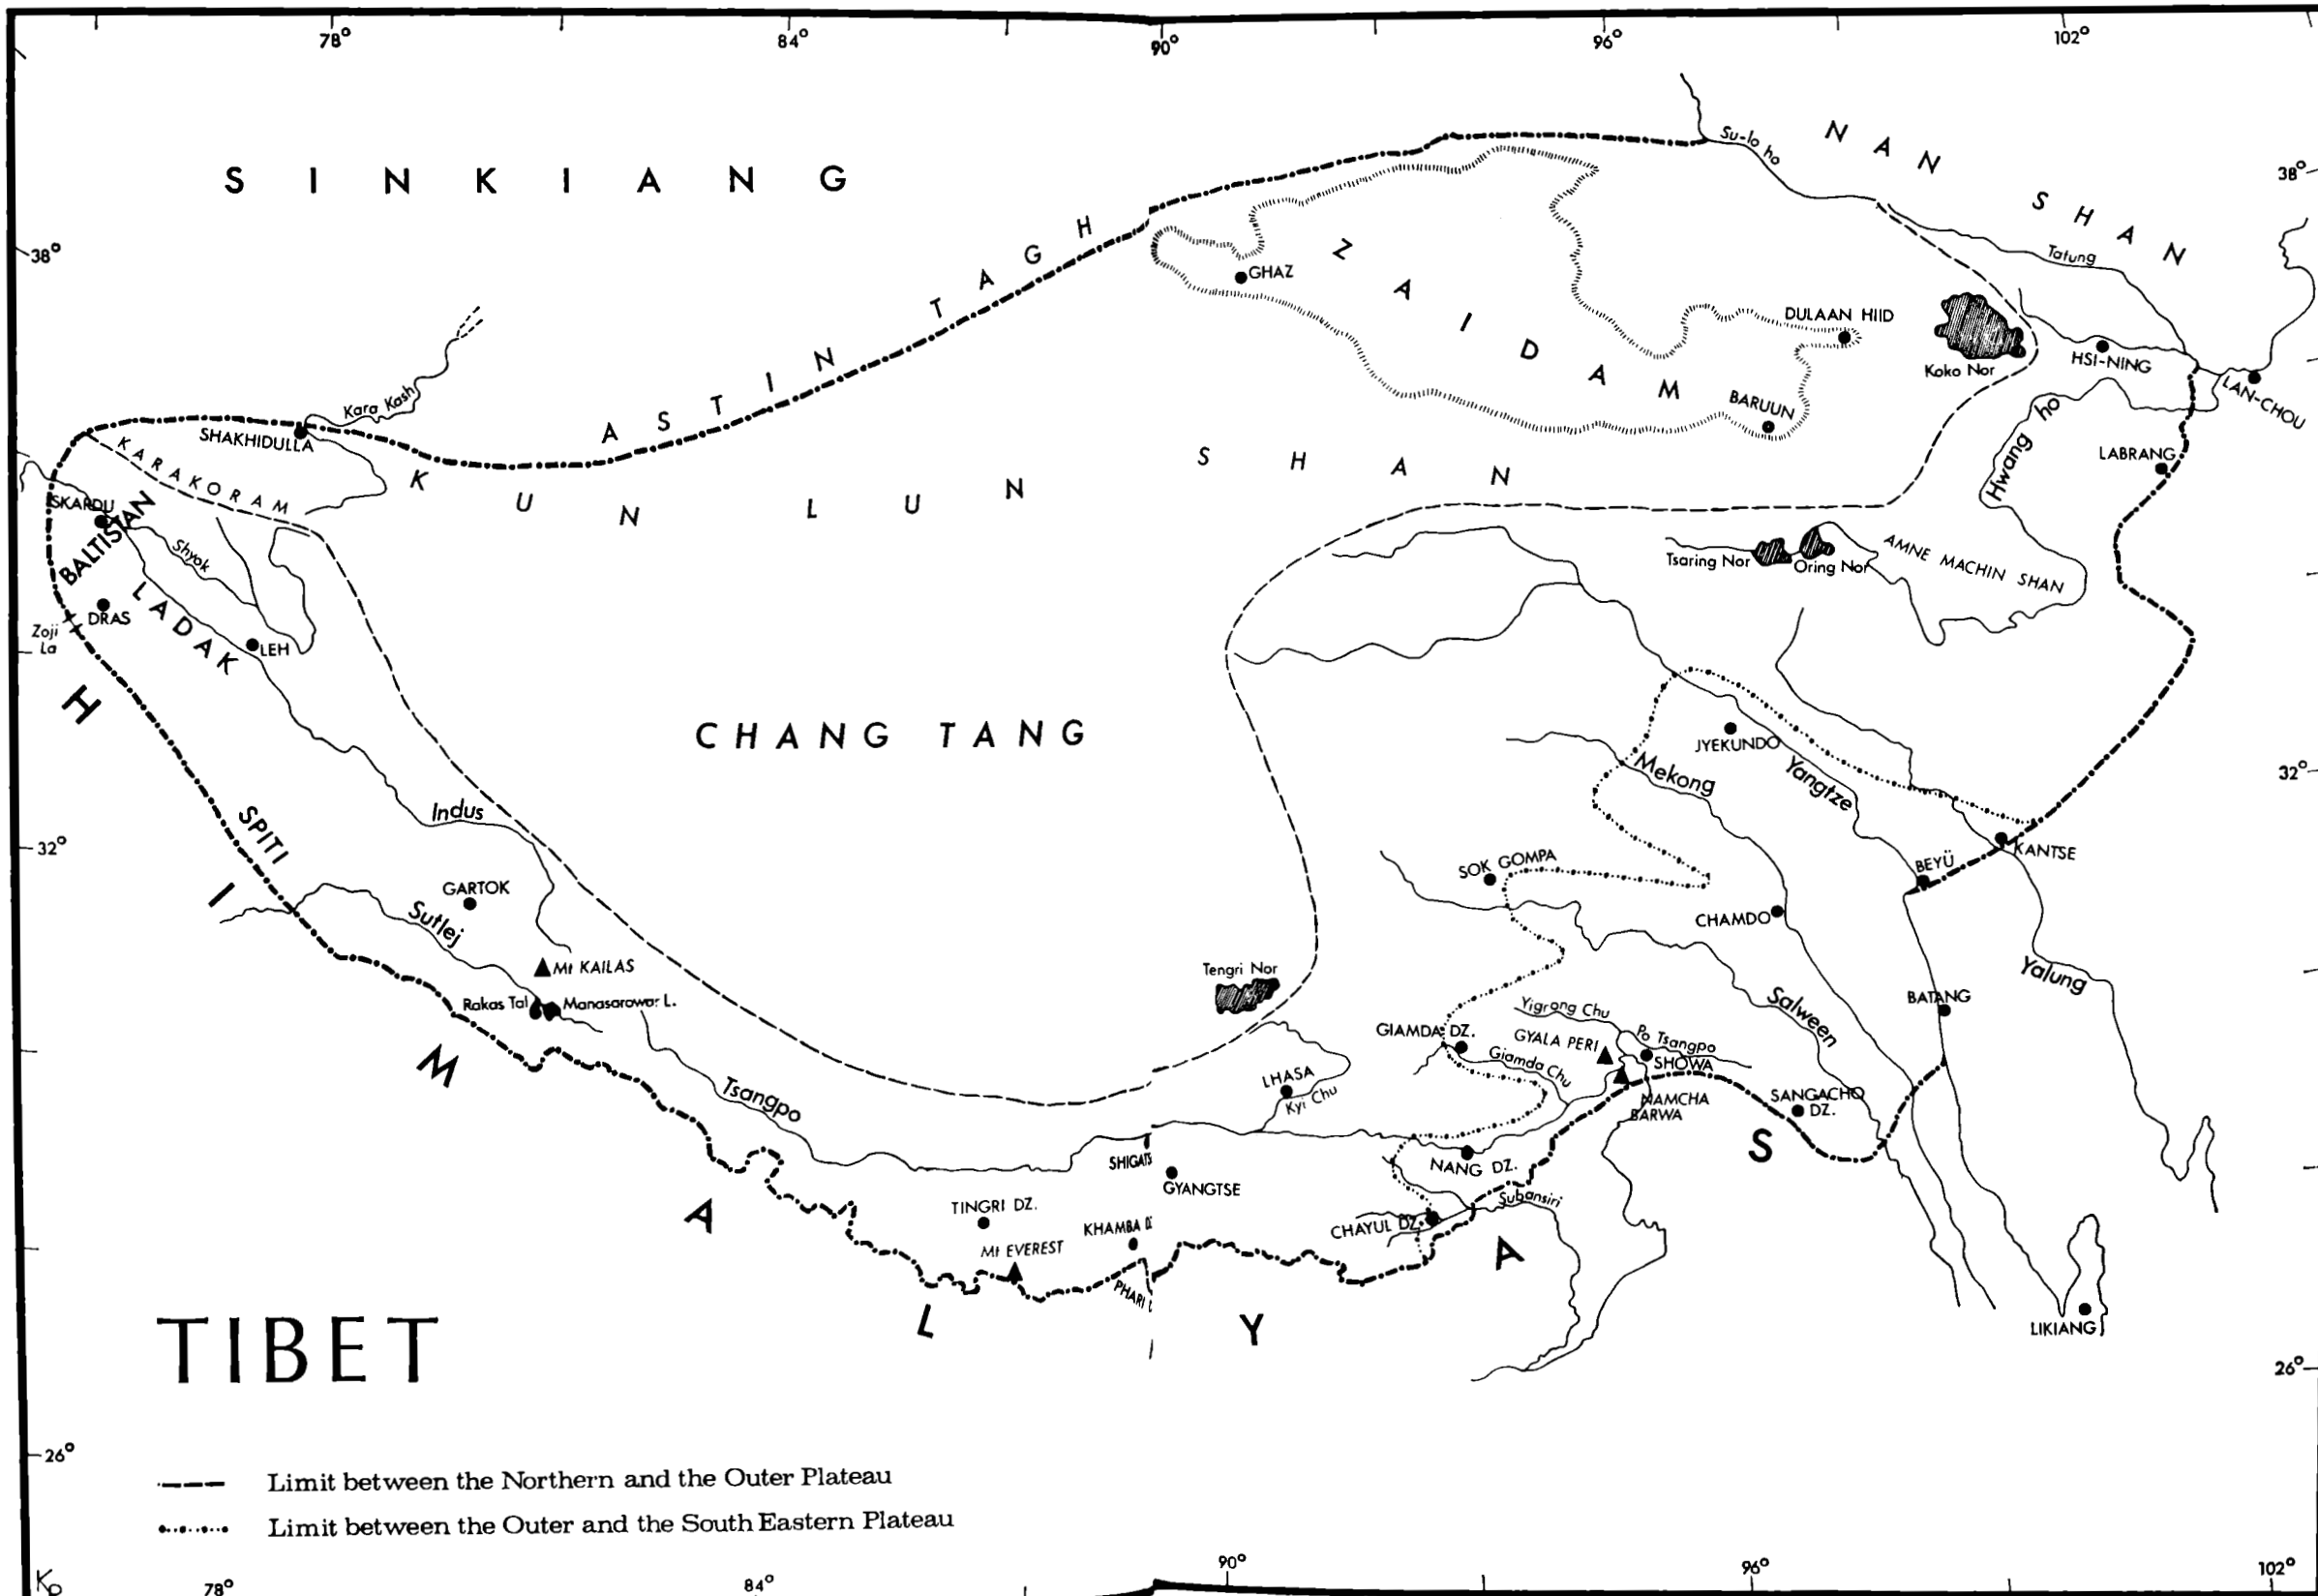 78°
84°
90°
96°
102°
SINKIANG
NAN SHAN
Su-lo ho
38°
38°
ASTIN TAGH
ZAIDAM
GHAZ
DULAAN HIID
BARUUN
Koko Nor
Tatung
HSI-NING
LAN-CHOU
Hwang ho
LABRANG
Kara Kash
SHAKHIDULLA
KARAKORAM
KUN LUN SHAN
SKARDU
BALTISTAN
Shyok
LADAK
DRAS
Zoji
La
LEH
Tsaring Nor
Oring Nor
AMNE MACHIN SHAN
CHANG TANG
JYEKUNDO
Mekong
Yangtze
32°
32°
Indus
SPITI
GARTOK
Sutlej
Mt KAILAS
Rakas Tal
Manasarowar L.
SOK GOMPA
CHAMDO
BEYÜ
KANTSE
Yalung
BATANG
Salween
Tengri Nor
Yigrong Chu
GIAMDA DZ.
GYALA PERI
Po Tsangpo
SHOWA
Giamda Chu
NAMCHA
BARWA
SANGACHO
DZ.
LHASA
Kyi Chu
Tsangpo
SHIGATS
GYANGTSE
NANG DZ.
Subansiri
CHAYUL DZ.
TINGRI DZ.
KHAMBA D
Mt EVEREST
PHARI
HIMALYAS
LIKIANG
TIBET
26°
26°
Limit between the Northern and the Outer Plateau
Limit between the Outer and the South Eastern Plateau
78°
84°
90°
96°
102°